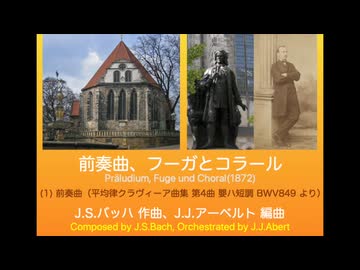 前奏曲、フーガとコラール
Präludium, Fuge und Choral(1872)
(1) 前奏曲（平均律クラヴィーア曲集 第4曲 嬰ハ短調 BWV849 より）
J.S.バッハ 作曲、J.J.アーベルト 編曲
Composed by J.S.Bach, Orchestrated by J.J.Abert